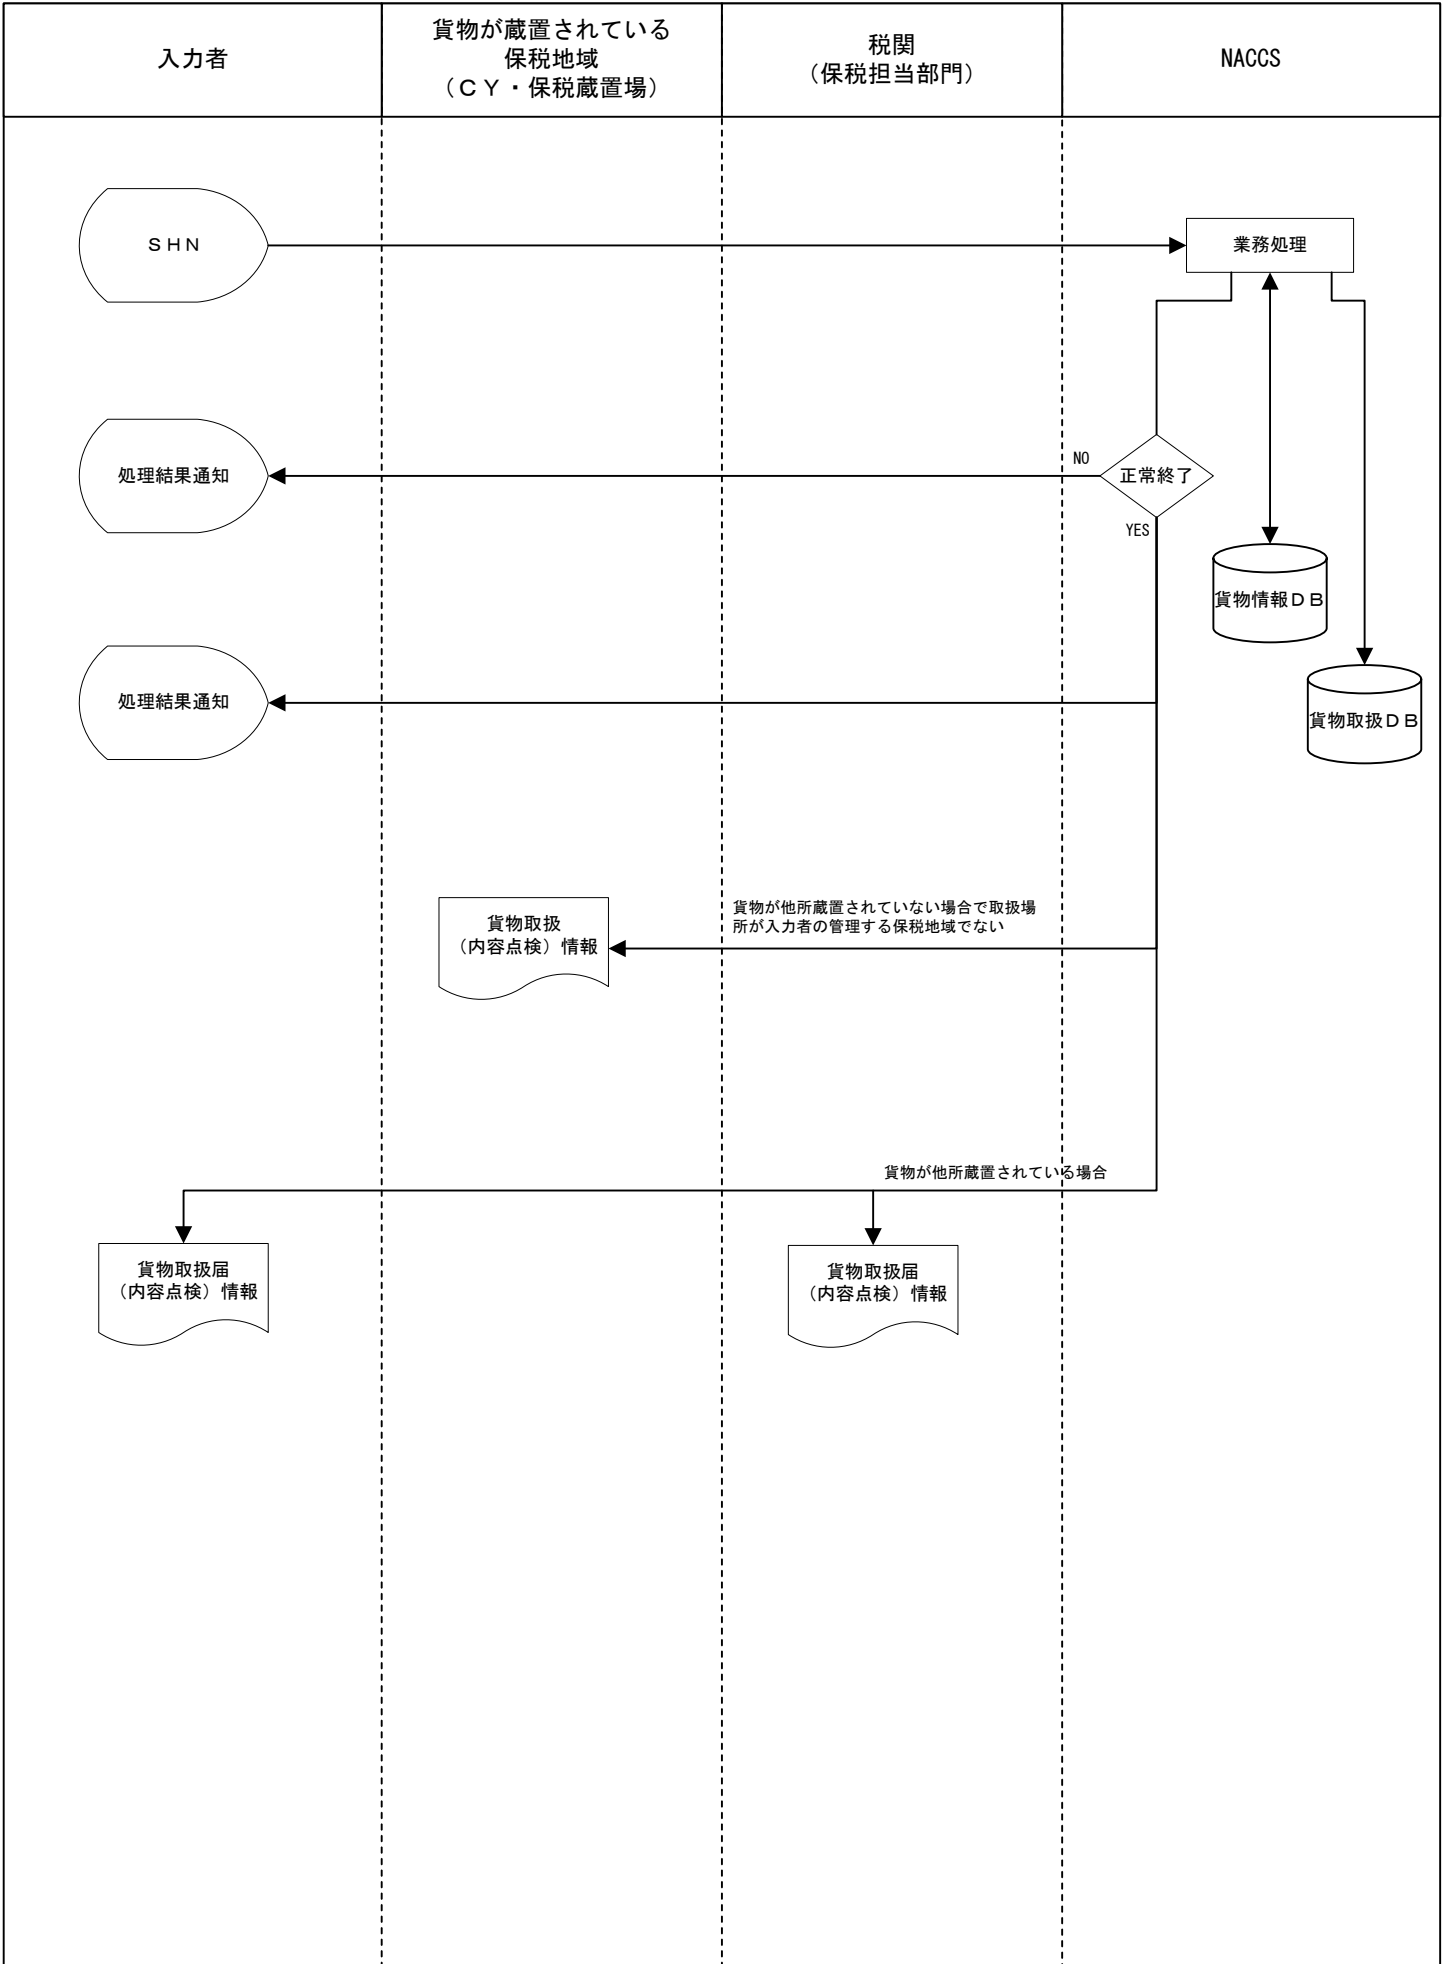 入力者
貨物が蔵置されている
保税地域
（ＣＹ・保税蔵置場）
税関
（保税担当部門）
NACCS
ＳＨＮ
業務処理
処理結果通知
NO
正常終了
YES
貨物情報ＤＢ
処理結果通知
貨物取扱ＤＢ
貨物取扱
（内容点検）情報
貨物が他所蔵置されていない場合で取扱場
所が入力者の管理する保税地域でない
貨物が他所蔵置されている場合
貨物取扱届
（内容点検）情報
貨物取扱届
（内容点検）情報